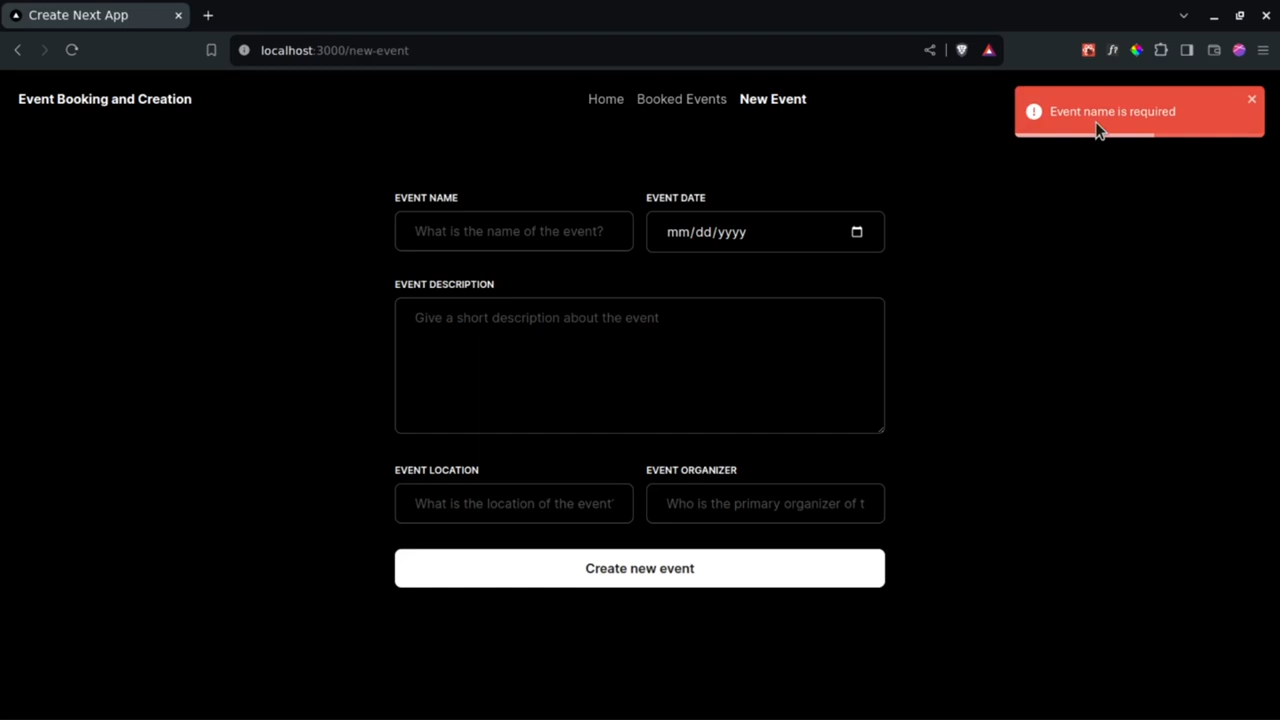 Create Next App
localhost:3000/new-event
Event Booking and Creation
Home
Booked Events
New Event
Event name is required
EVENT NAME
EVENT DATE
What is the name of the event?
mm/dd/yyyy
EVENT DESCRIPTION
Give a short description about the event
EVENT LOCATION
EVENT ORGANIZER
What is the location of the event
Who is the primary organizer of t
Create new event